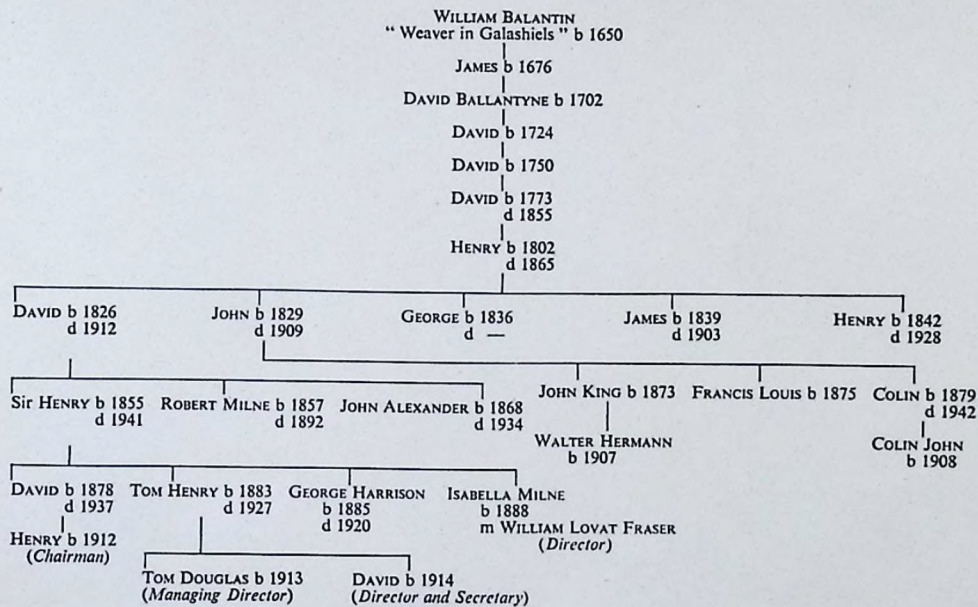 WILLIAM BALANTIN
“ Weaver in Galashiels ” b 1650
JAMES b 1676
DAVID BALLANTYNE b 1702
DAVID b 1724
DAVID b 1750
DAVID b 1773
d 1855
HENRY b 1802
d 1865
DAVID b 1826
d 1912
JOHN b 1829
d 1909
GEORGE b 1836
d —
JAMES b 1839
d 1903
HENRY b 1842
d 1928
SIR HENRY b 1855
d 1941
ROBERT MILNE b 1857
d 1892
JOHN ALEXANDER b 1868
d 1934
JOHN KING b 1873
FRANCIS LOUIS b 1875
COLIN b 1879
d 1942
WALTER HERMANN
b 1907
COLIN JOHN
b 1908
DAVID b 1878
d 1937
TOM HENRY b 1883
d 1927
GEORGE HARRISON
b 1885
d 1920
ISABELLA MILNE
b 1888
m WILLIAM LOVAT FRASER
(Director)
HENRY b 1912
(Chairman)
TOM DOUGLAS b 1913
(Managing Director)
DAVID b 1914
(Director and Secretary)